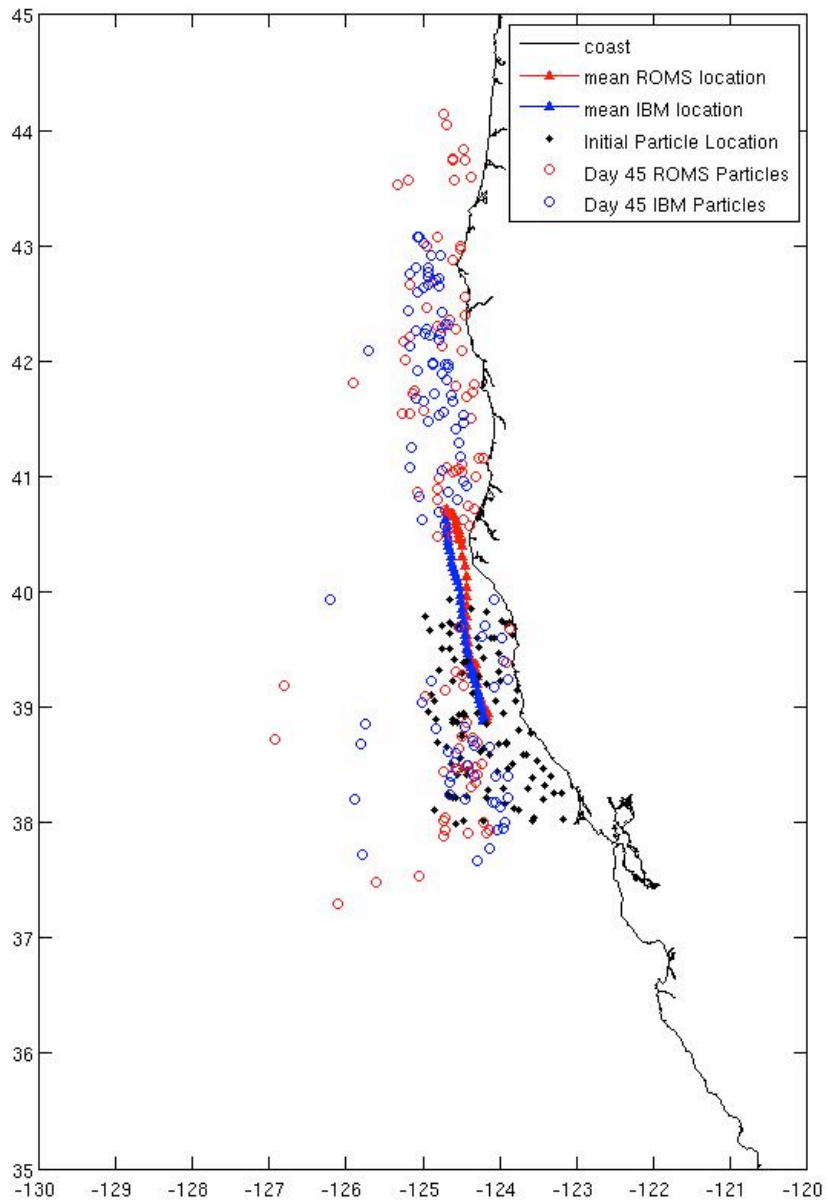 45
44
43
42
41
40
39
38
37
36
35
coast
mean ROMS location
mean IBM location
Initial Particle Location
Day 45 ROMS Particles
Day 45 IBM Particles
-130 -129 -128 -127 -126 -125 -124 -123 -122 -121 -120